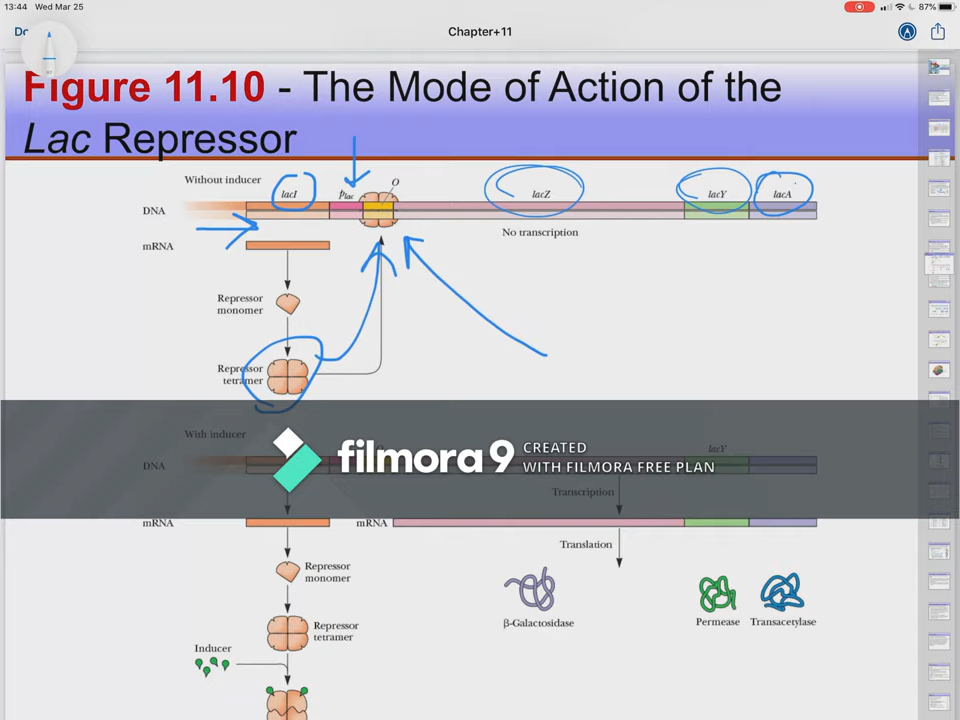 13:44 Wed Mar 25
87%
Chapter+11
Figure 11.10 - The Mode of Action of the
Lac Repressor
Without inducer
lacI
plac
O
lacZ
lacY
lacA
DNA
mRNA
No transcription
Repressor
monomer
Repressor
tetramer
With inducer
lacY
DNA
filmora9
CREATED
WITH FILMORA FREE PLAN
Transcription
mRNA
mRNA
Translation
Repressor
monomer
β-Galactosidase
Permease
Transacetylase
Repressor
tetramer
Inducer